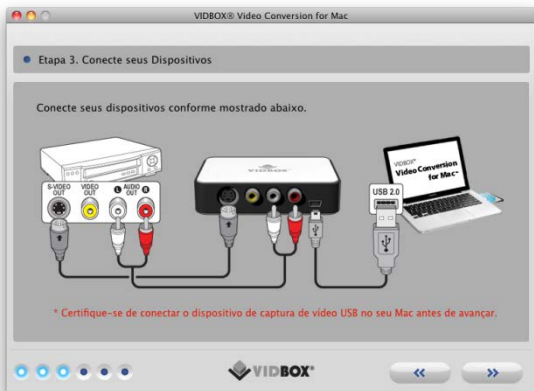 VIDBOX® Video Conversion for Mac
Etapa 3. Conecte seus Dispositivos
Conecte seus dispositivos conforme mostrado abaixo.
S-VIDEO OUT
VIDEO OUT
L AUDIO OUT R
VIDBOX®
USB 2.0
VIDBOX®
Video Conversion
for Mac™
* Certifique-se de conectar o dispositivo de captura de vídeo USB no seu Mac antes de avançar.
VIDBOX®
« »